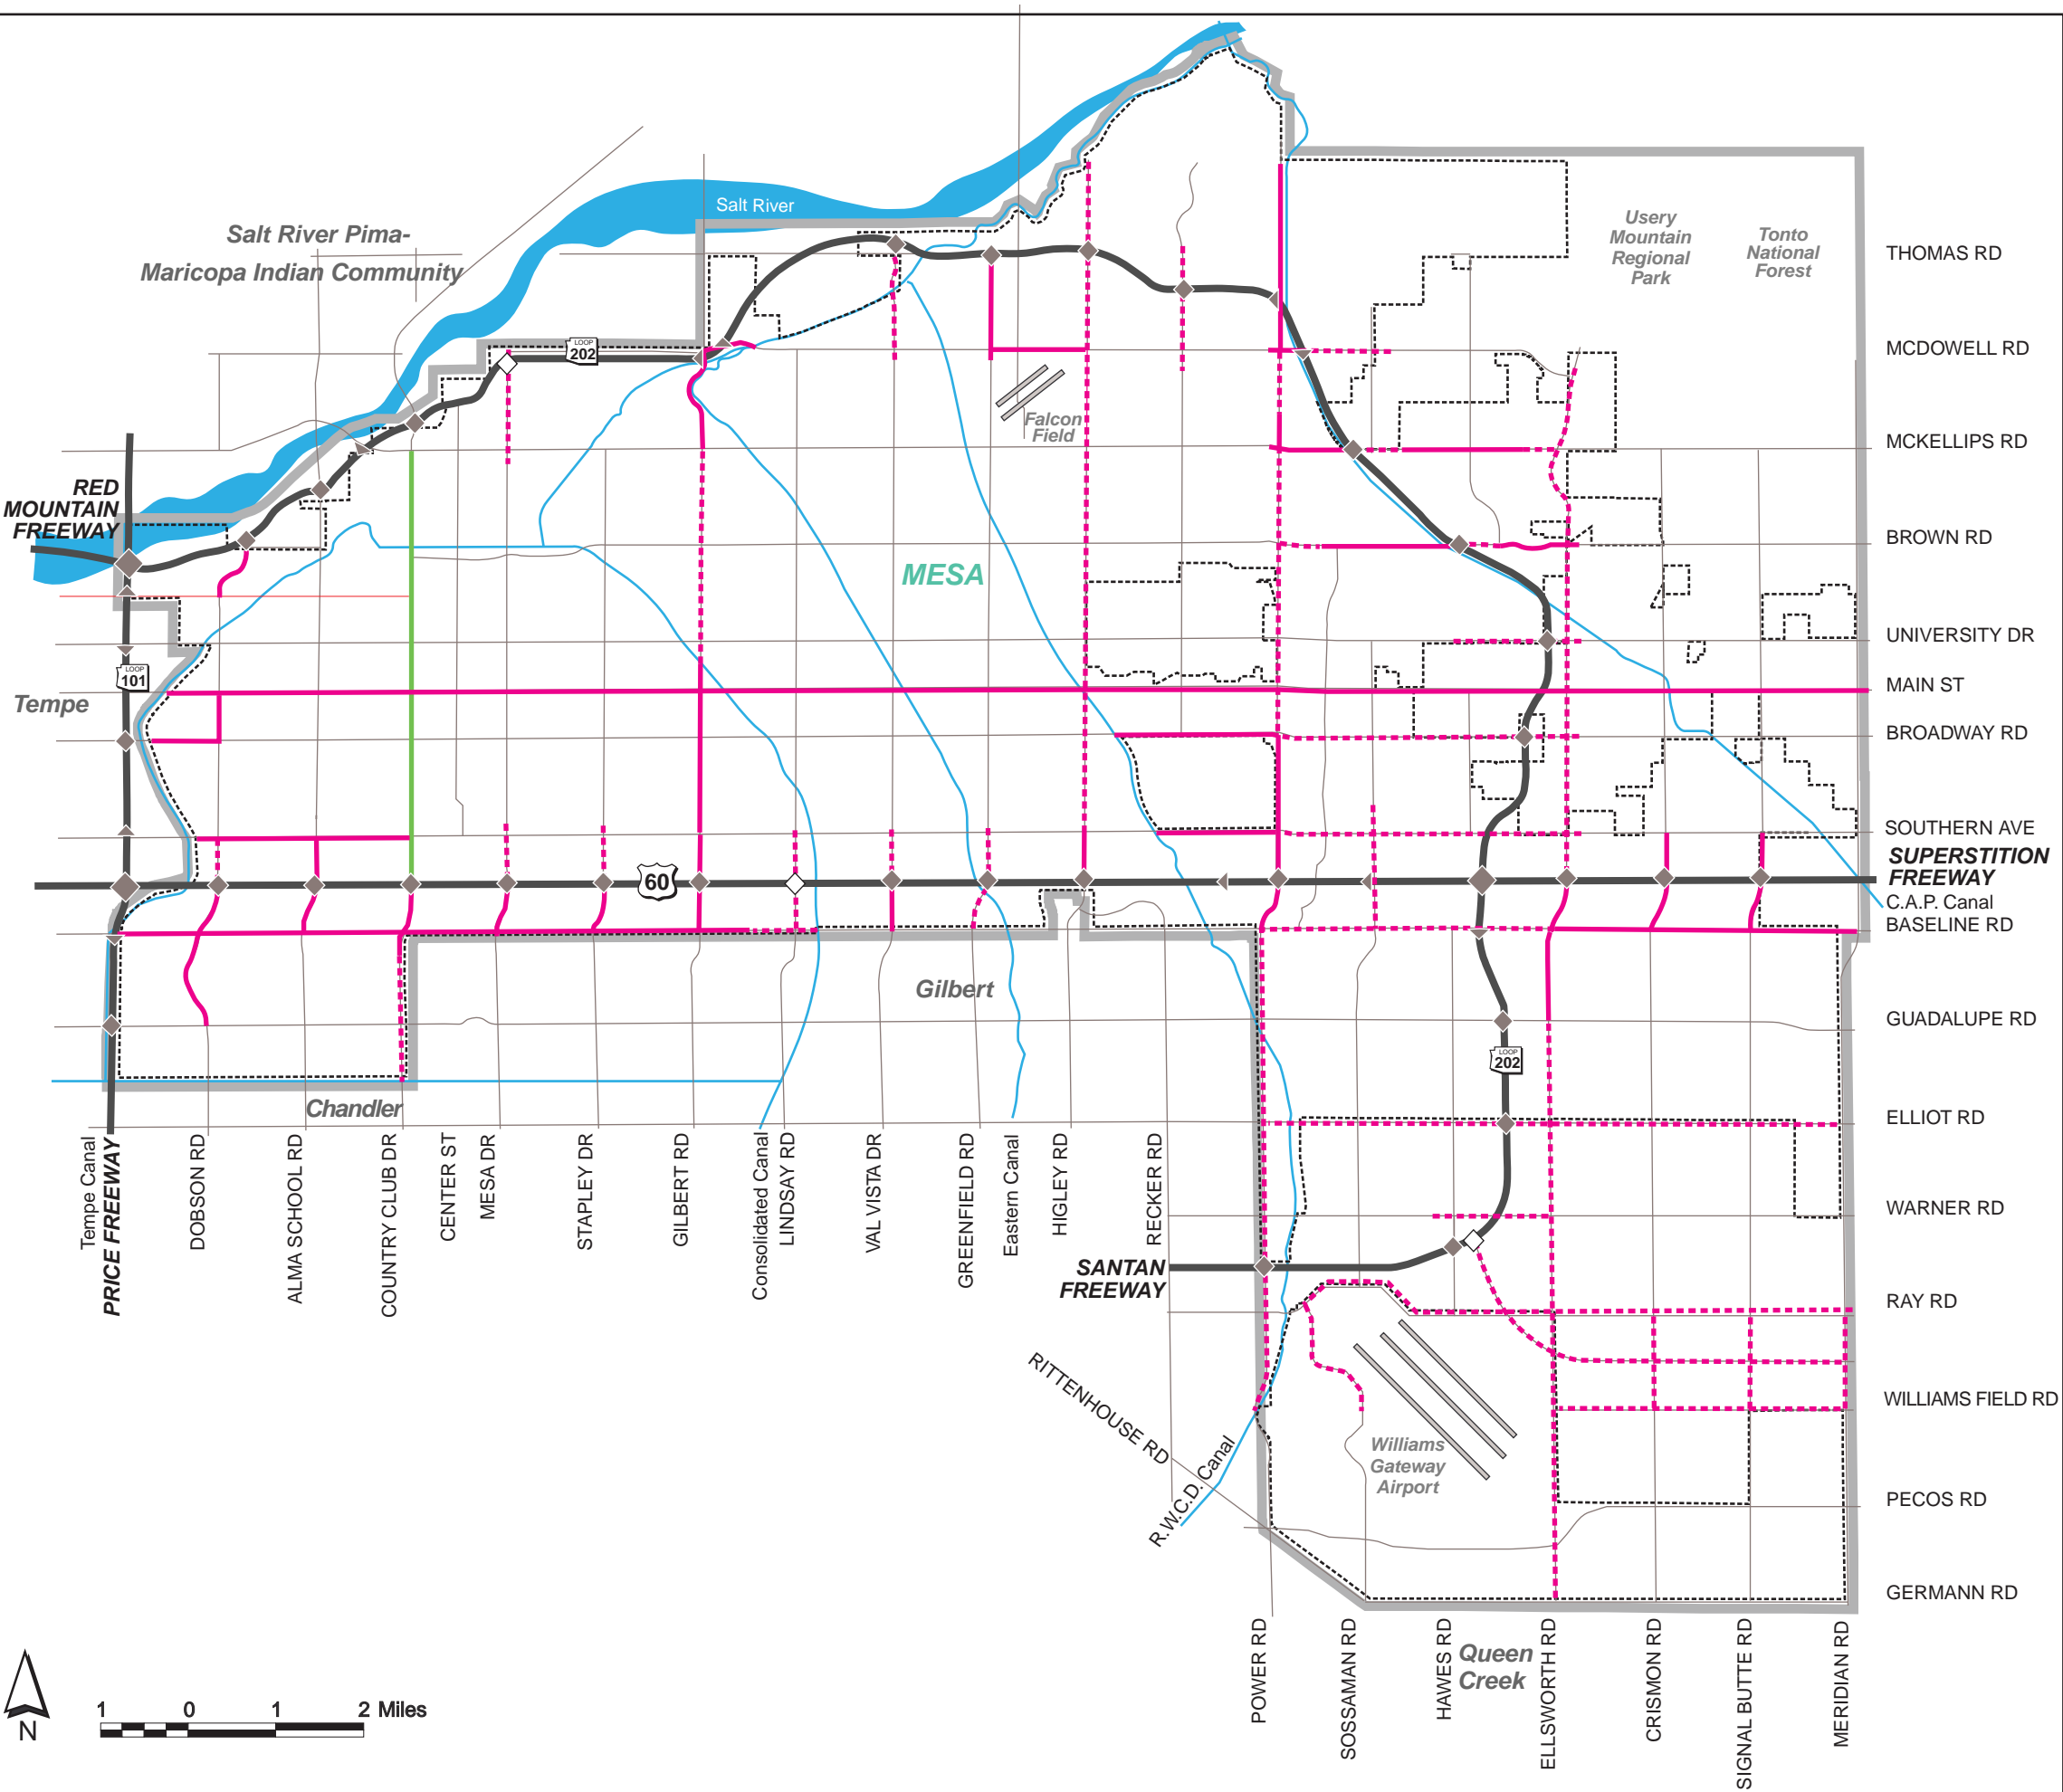 Salt River
Salt River Pima-
Maricopa Indian Community
Usery
Mountain
Regional
Park
Tonto
National
Forest
THOMAS RD
LOOP
202
MCDOWELL RD
Falcon
Field
MCKELLIPS RD
RED
MOUNTAIN
FREEWAY
BROWN RD
MESA
UNIVERSITY DR
LOOP
101
MAIN ST
Tempe
BROADWAY RD
SOUTHERN AVE
SUPERSTITION
FREEWAY
60
C.A.P. Canal
BASELINE RD
Gilbert
GUADALUPE RD
LOOP
202
Chandler
ELLIOT RD
Tempe Canal
PRICE FREEWAY
DOBSON RD
ALMA SCHOOL RD
COUNTRY CLUB DR
CENTER ST
MESA DR
STAPLEY DR
GILBERT RD
Consolidated Canal
LINDSAY RD
VAL VISTA DR
GREENFIELD RD
Eastern Canal
HIGLEY RD
RECKER RD
WARNER RD
SANTAN
FREEWAY
RAY RD
RITTENHOUSE RD
WILLIAMS FIELD RD
R.W.C.D. Canal
Williams
Gateway
Airport
PECOS RD
GERMANN RD
POWER RD
SOSSAMAN RD
HAWES RD
Queen
Creek
ELLSWORTH RD
CRISMON RD
SIGNAL BUTTE RD
MERIDIAN RD
N
1 0 1 2 Miles